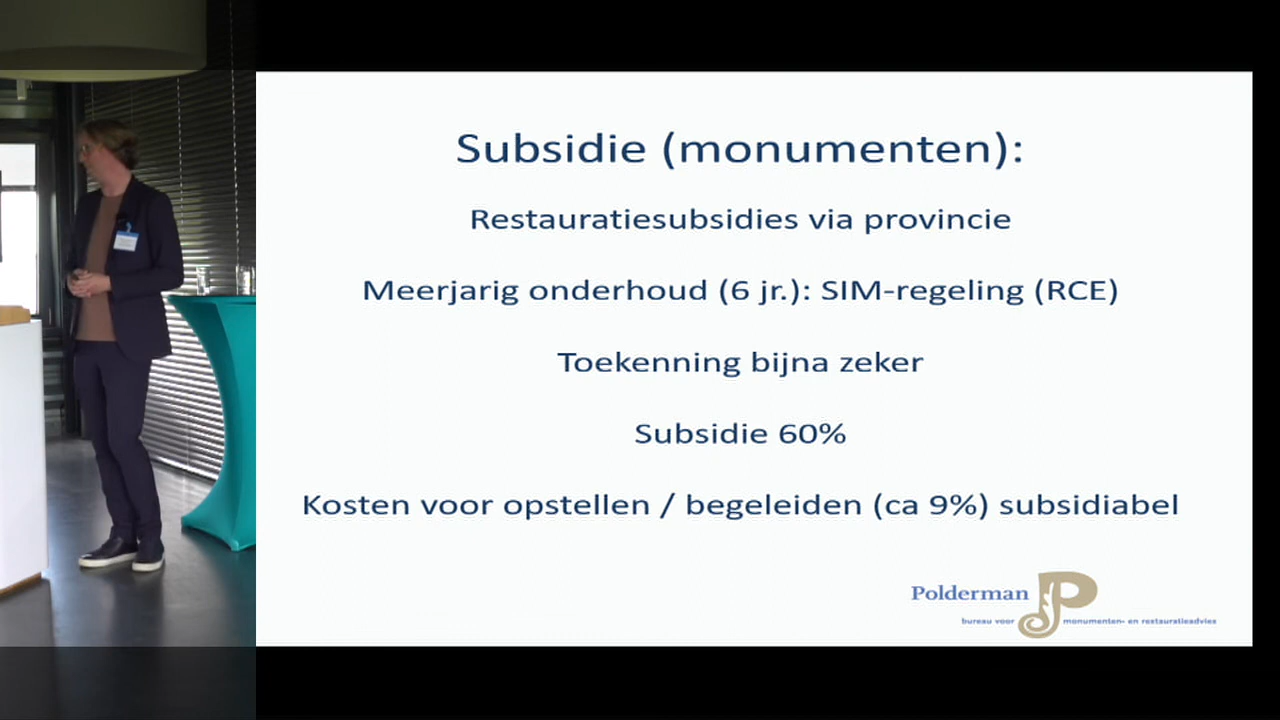 Subsidie (monumenten):
Restauratiesubsidies via provincie
Meerjarig onderhoud (6 jr.): SIM-regeling (RCE)
Toekenning bijna zeker
Subsidie 60%
Kosten voor opstellen / begeleiden (ca 9%) subsidiabel
Polderman
bureau voor monumenten- en restauratieadvies